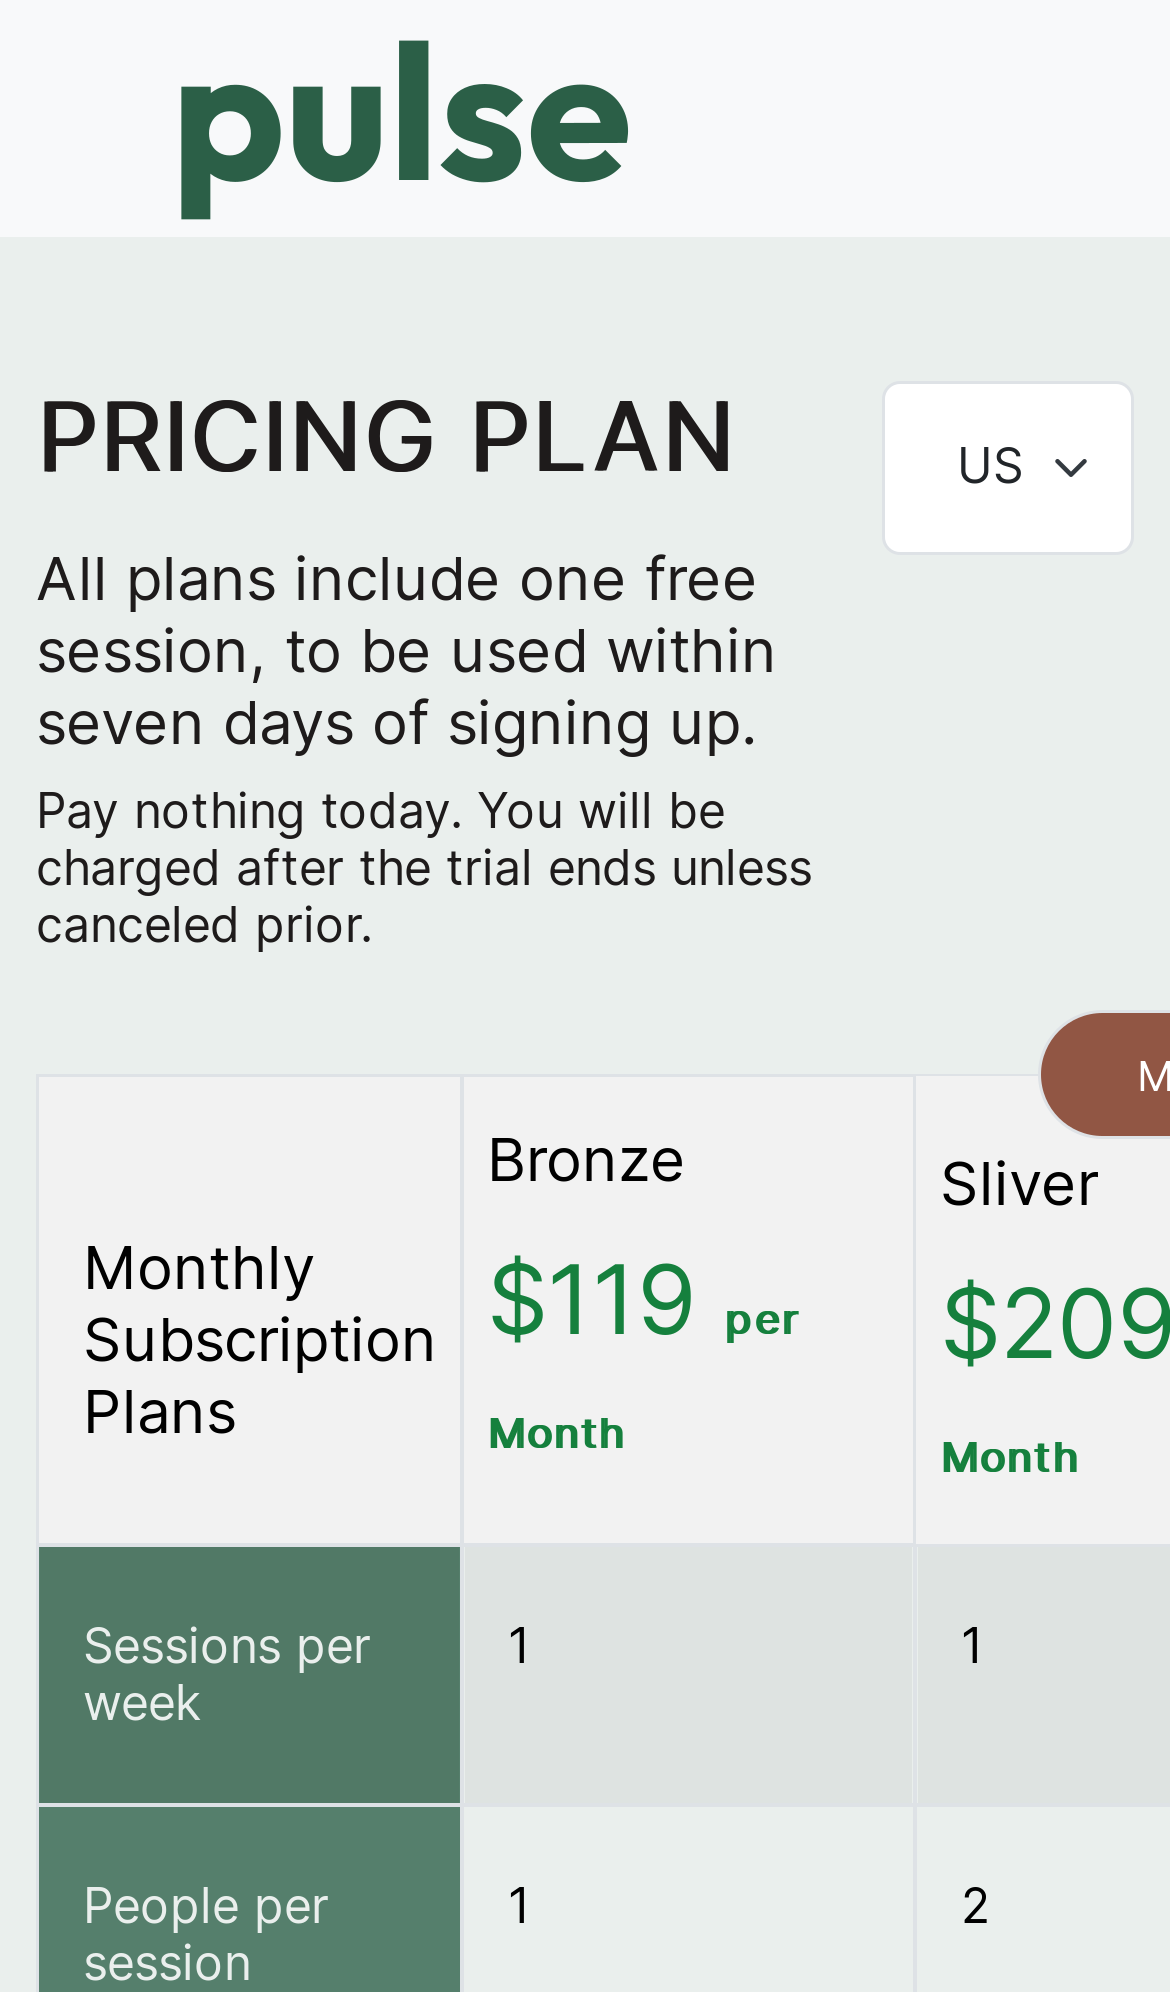 pulse
PRICING PLAN
US
All plans include one free
session, to be used within
seven days of signing up.
Pay nothing today. You will be
charged after the trial ends unless
canceled prior.
M
Monthly
Subscription
Plans
Bronze
$119 per
Month
Sliver
$209
Month
Sessions per
week
1
1
People per
session
1
2